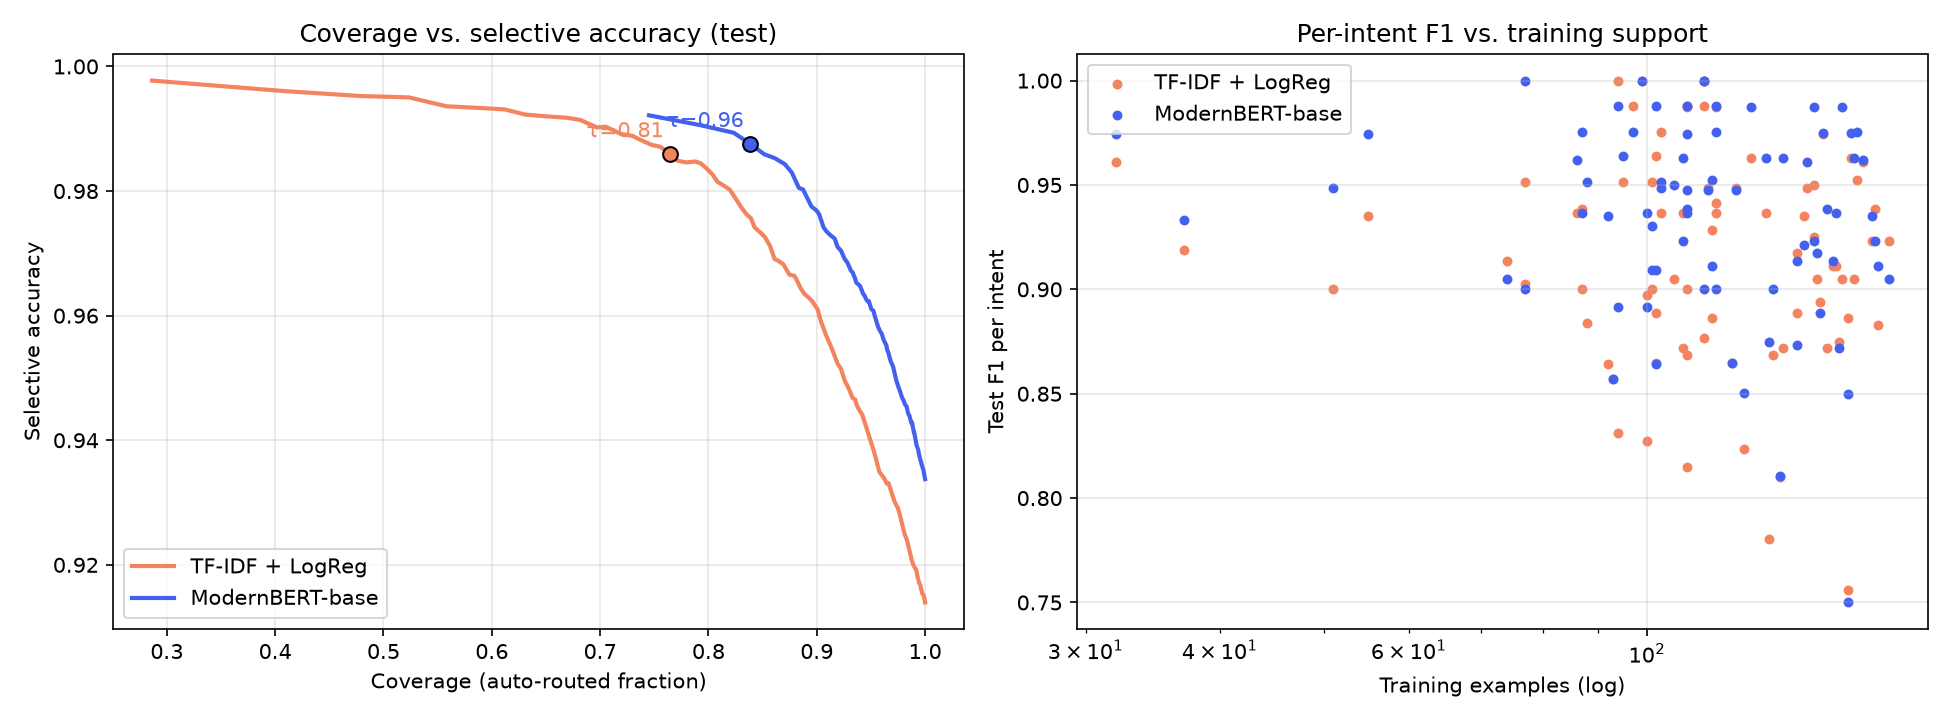 Coverage vs. selective accuracy (test)
Selective accuracy
1.00
0.98
0.96
0.94
0.92
τ=0.81
τ=0.96
TF-IDF + LogReg
ModernBERT-base
0.3
0.4
0.5
0.6
0.7
0.8
0.9
1.0
Coverage (auto-routed fraction)
Per-intent F1 vs. training support
Test F1 per intent
1.00
0.95
0.90
0.85
0.80
0.75
TF-IDF + LogReg
ModernBERT-base
3 × 10¹
4 × 10¹
6 × 10¹
10²
Training examples (log)